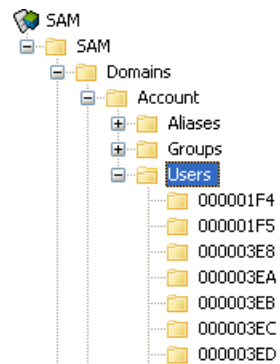 SAM
SAM
Domains
Account
Aliases
Groups
Users
000001F4
000001F5
000003E8
000003EA
000003EB
000003EC
000003ED